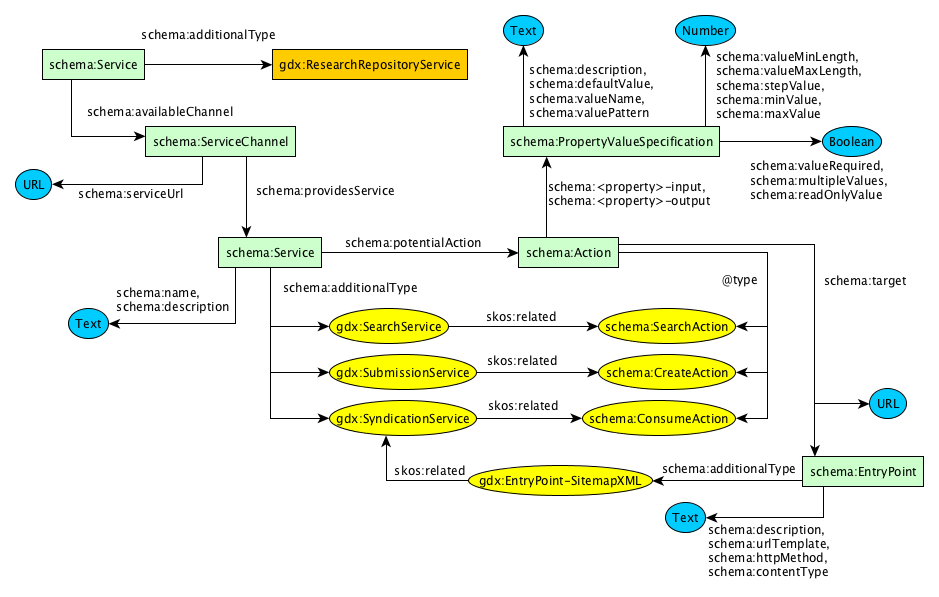 schema:additionalType
schema:Service
gdx:ResearchRepositoryService
schema:availableChannel
schema:ServiceChannel
URL
schema:serviceUrl
schema:providesService
Text
Number
schema:description,
schema:defaultValue,
schema:valueName,
schema:valuePattern
schema:valueMinLength,
schema:valueMaxLength,
schema:stepValue,
schema:minValue,
schema:maxValue
schema:PropertyValueSpecification
Boolean
schema:valueRequired,
schema:multipleValues,
schema:readOnlyValue
schema:<property>-input,
schema:<property>-output
schema:Service
schema:potentialAction
schema:Action
schema:name,
schema:description
Text
schema:additionalType
@type
schema:target
gdx:SearchService
skos:related
schema:SearchAction
gdx:SubmissionService
skos:related
schema:CreateAction
gdx:SyndicationService
skos:related
schema:ConsumeAction
URL
skos:related
gdx:EntryPoint-SitemapXML
schema:additionalType
schema:EntryPoint
Text
schema:description,
schema:urlTemplate,
schema:httpMethod,
schema:contentType